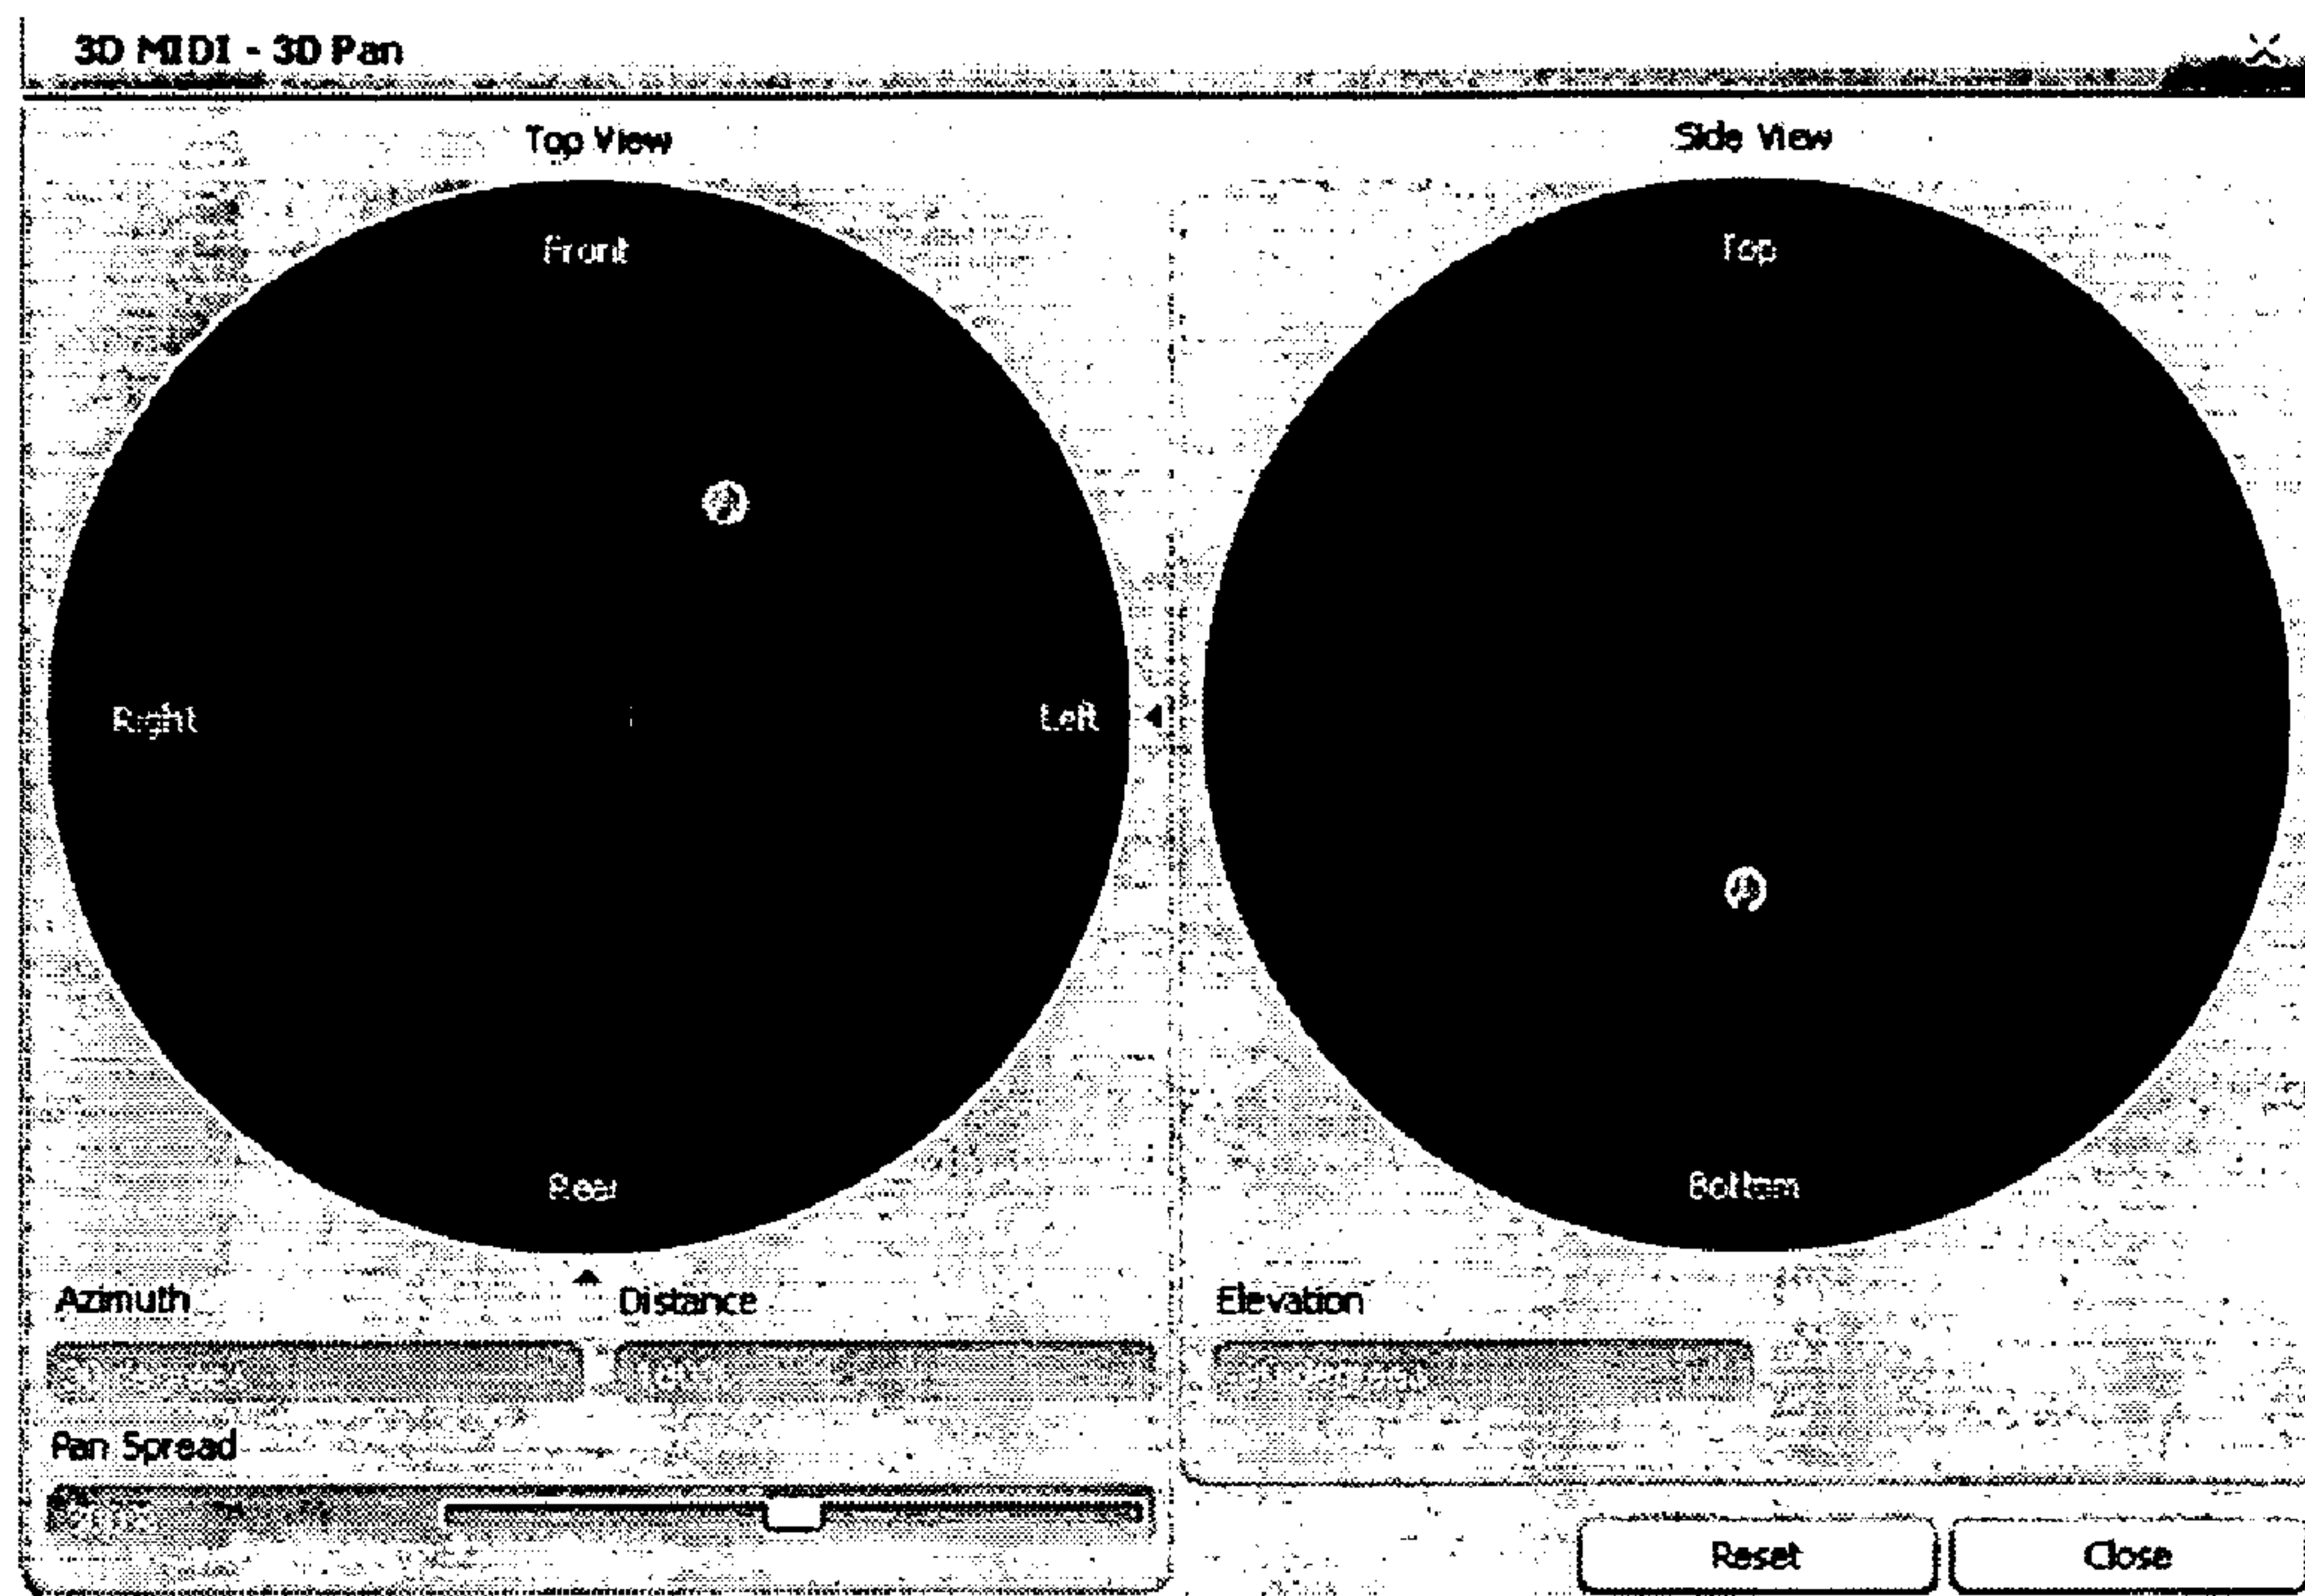 3D MIDI - 3D Pan
Top View
Front
Right
Left
Rear
Azimuth
Distance
Pan Spread
Side View
Top
Bottom
Elevation
Reset
Close